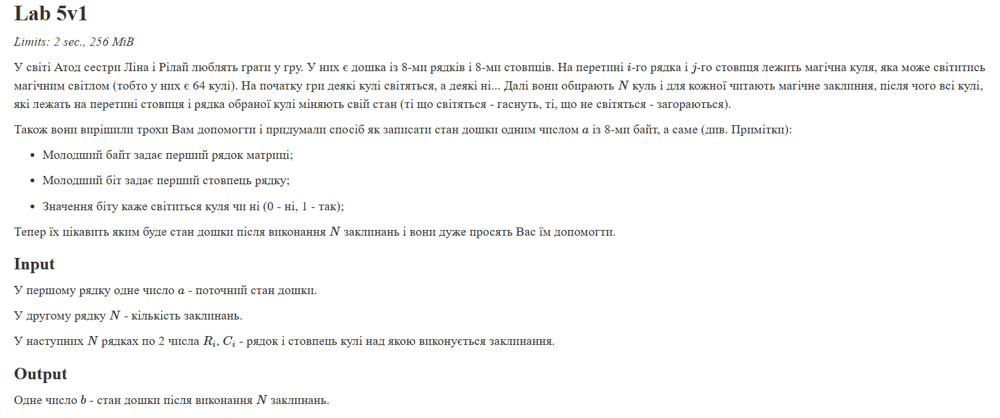 Lab 5v1
Limits: 2 sec., 256 MiB
У світі Атод сестри Ліна і Рілай люблять грати у гру. У них є дошка із 8-ми рядків і 8-ми стовпців. На перетині i-го рядка і j-го стовпця лежить магічна куля, яка може світитись
магічним світлом (тобто у них є 64 кулі). На початку гри деякі кулі світяться, а деякі ні... Далі вони обирають N куль і для кожної читають магічне заклиння, після чого всі кулі,
які лежать на перетині стовпця і рядка обраної кулі міняють свій стан (ті що світяться - гаснуть, ті, що не світяться - загораються).
Також вони вирішили трохи Вам допомогти і придумали спосіб як записати стан дошки одним числом a із 8-ми байт, а саме (див. Примітки):
• Молодший байт задає перший рядок матриці;
• Молодший біт задає перший стовпець рядку;
• Значення біту каже світиться куля чи ні (0 - ні, 1 - так);
Тепер їх цікавить яким буде стан дошки після виконання N заклинань і вони дуже просять Вас їм допомогти.
Input
У першому рядку одне число a - поточний стан дошки.
У другому рядку N - кількість заклинань.
У наступних N рядках по 2 числа Rᵢ, Cᵢ - рядок і стовпець кулі над якою виконується заклинання.
Output
Одне число b - стан дошки після виконання N заклинань.